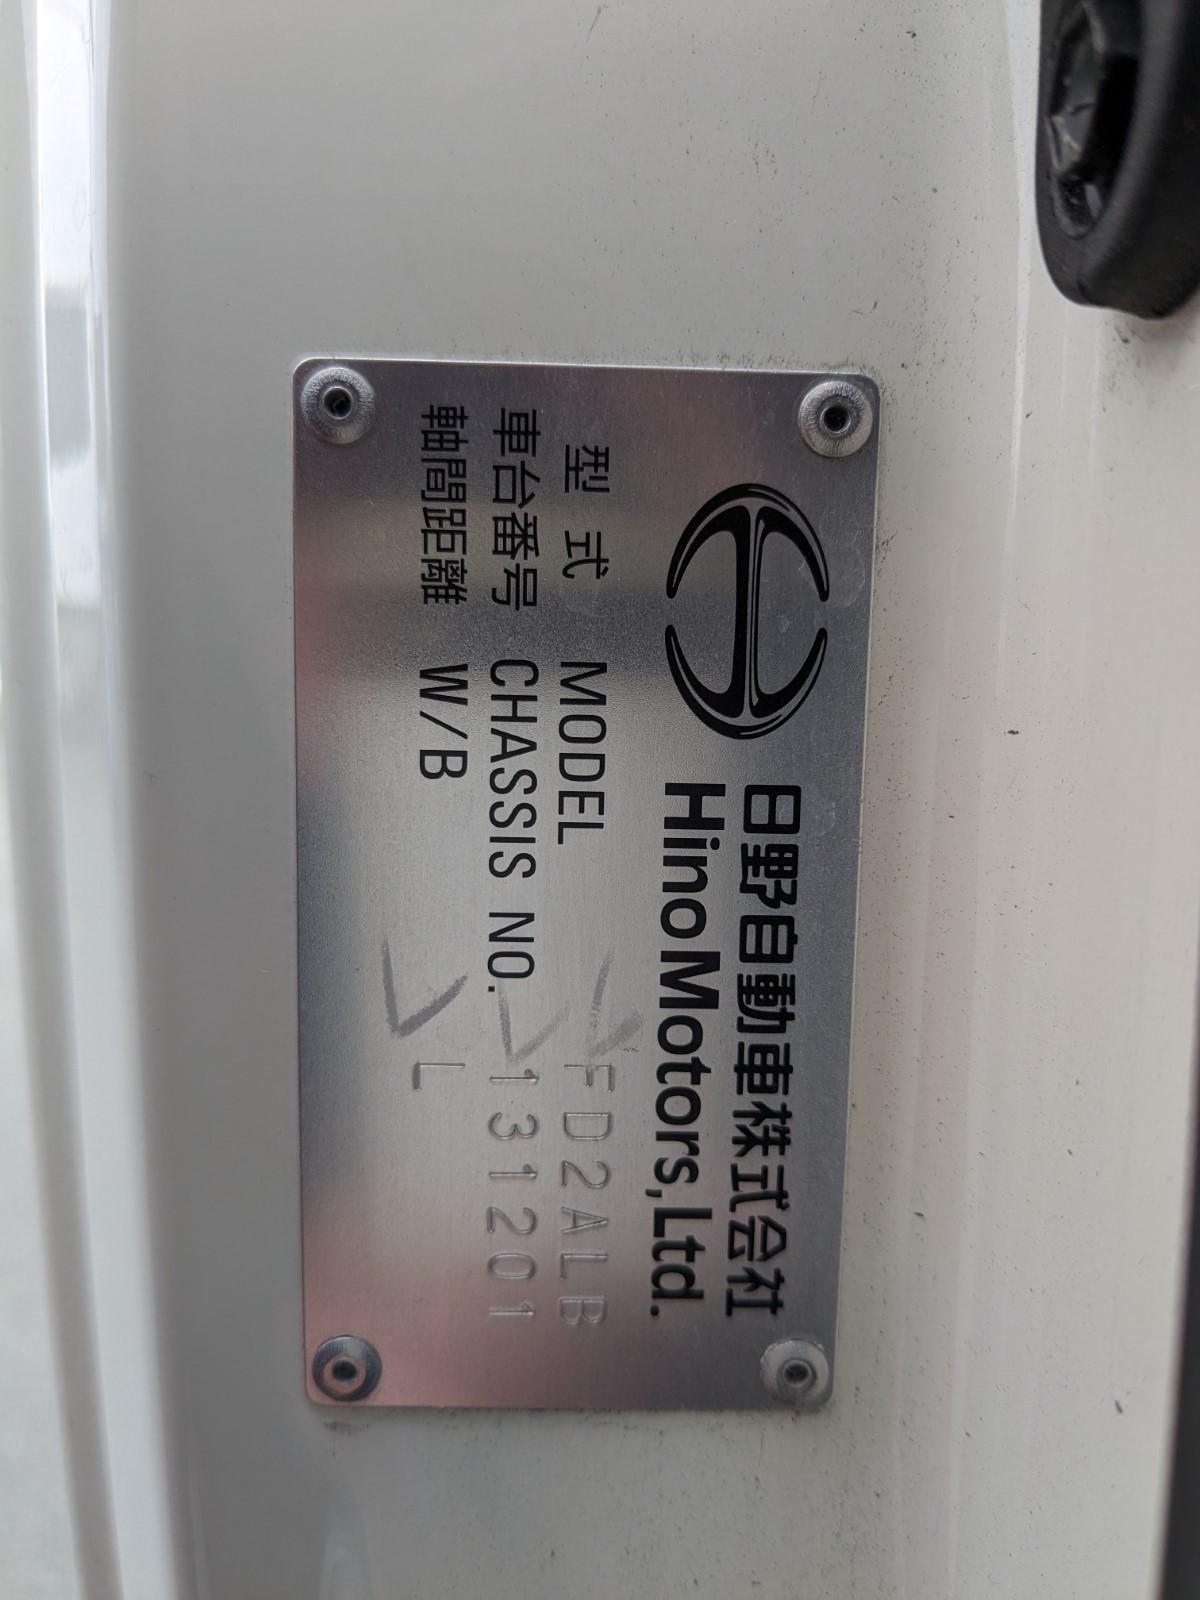 日野自動車株式会社
Hino Motors, Ltd.
型式 MODEL FD2ALB
車台番号 CHASSIS NO. 131201
軸間距離 W/B L